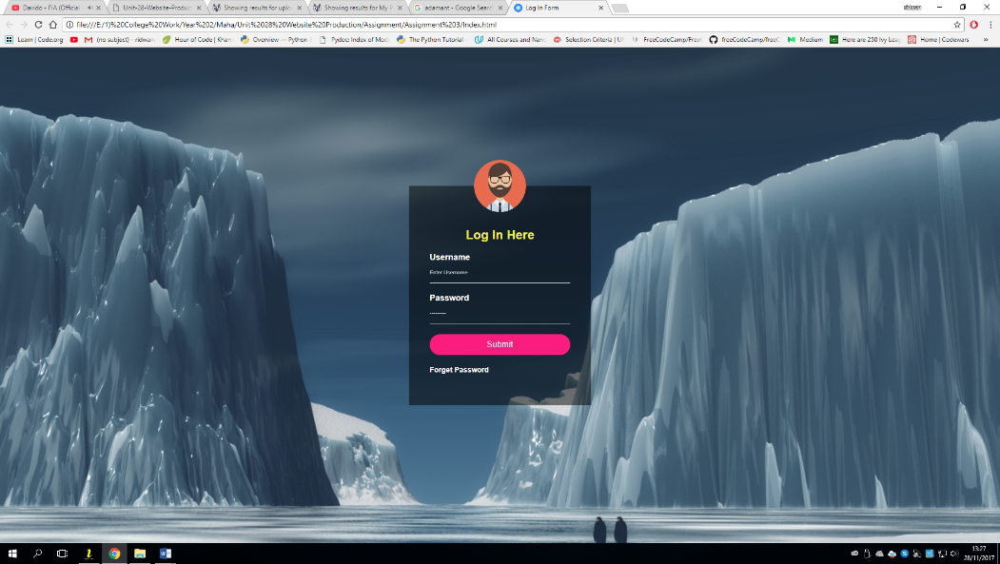 Davido - FIA (Official
Unit-28-Website-Produc
Showing results for uplo
Showing results for My P
adamant - Google Searc
Log In Form
file:///E:/1)%20College%20Work/Year%202/Maha/Unit%2028%20Website%20Production/Assignment/Assignment%203/Index.html
Learn | Code.org
(no subject) - ridwan
Hour of Code | Khan
Overview — Python
Pydoc: Index of Mod
The Python Tutorial
All Courses and Nan
Selection Criteria | U
FreeCodeCamp/Free
freeCodeCamp/freeC
Medium
Here are 250 Ivy Leag
Home | Codewars
»
Log In Here
Username
Enter Username
Password
Submit
Forget Password
13:27
28/11/2017